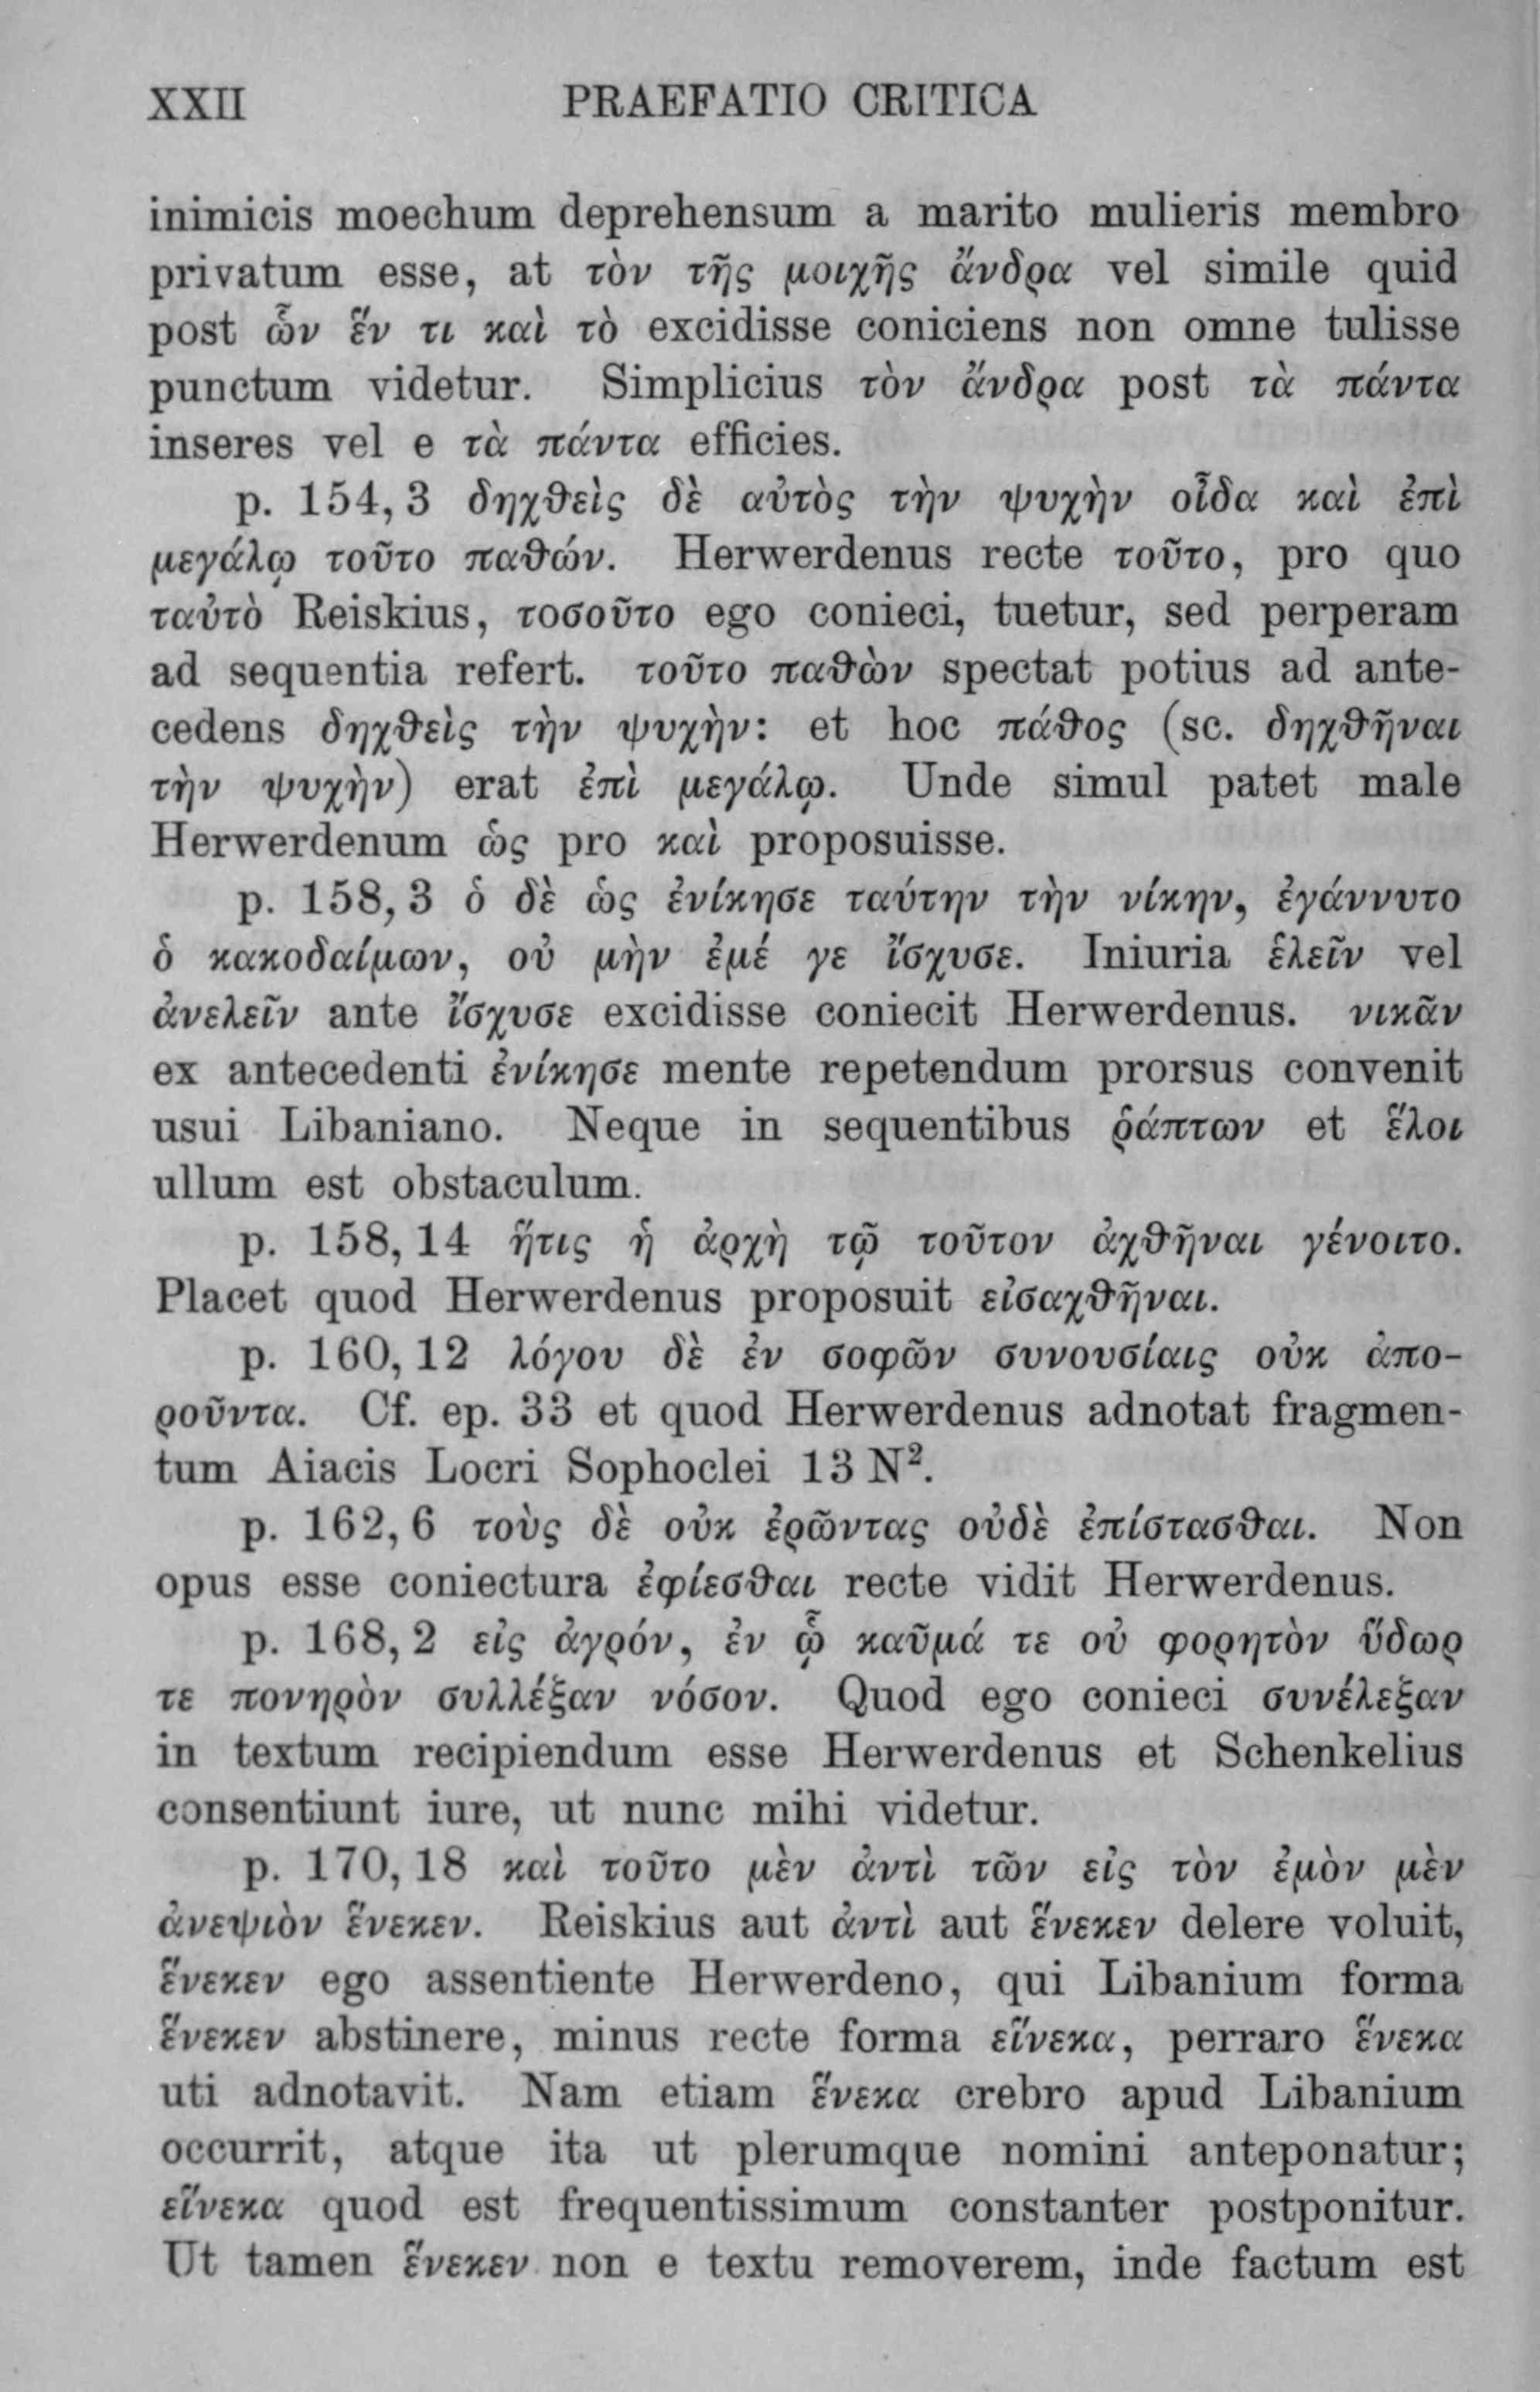 XXII PRAEFATIO CRITICA
inimicis moechum deprehensum a marito mulieris membro
privatum esse, at τὸν τῆς μοιχῆς ἄνδρα vel simile quid
post ὧν ἕν τι καὶ τὸ excidisse coniciens non omne tulisse
punctum videtur. Simplicius τὸν ἄνδρα post τὰ πάντα
inseres vel e τὰ πάντα efficies.
p. 154, 3 δηχθεὶς δὲ αὐτὸς τὴν ψυχὴν οἶδα καὶ ἐπὶ
μεγάλῳ τοῦτο παθών. Herwerdenus recte τοῦτο, pro quo
ταὐτὸ Reiskius, τοσοῦτο ego conieci, tuetur, sed perperam
ad sequentia refert. τοῦτο παθὼν spectat potius ad ante-
cedens δηχθεὶς τὴν ψυχὴν: et hoc πάθος (sc. δηχθῆναι
τὴν ψυχὴν) erat ἐπὶ μεγάλῳ. Unde simul patet male
Herwerdenum ὡς pro καὶ proposuisse.
p. 158, 3 ὁ δὲ ὡς ἐνίκησε ταύτην τὴν νίκην, ἐγάννυτο
ὁ κακοδαίμων, οὐ μὴν ἐμέ γε ἴσχυσε. Iniuria ἑλεῖν vel
ἀνελεῖν ante ἴσχυσε excidisse coniecit Herwerdenus. νικᾶν
ex antecedenti ἐνίκησε mente repetendum prorsus convenit
usui Libaniano. Neque in sequentibus ῥάπτων et ἕλοι
ullum est obstaculum.
p. 158, 14 ἥτις ἡ ἀρχὴ τῷ τοῦτον ἀχθῆναι γένοιτο.
Placet quod Herwerdenus proposuit εἰσαχθῆναι.
p. 160, 12 λόγου δὲ ἐν σοφῶν συνουσίαις οὐκ ἀπο-
ροῦντα. Cf. ep. 33 et quod Herwerdenus adnotat fragmen-
tum Aiacis Locri Sophoclei 13 N².
p. 162, 6 τοὺς δὲ οὐκ ἐρῶντας οὐδὲ ἐπίστασθαι. Non
opus esse coniectura ἐφίεσθαι recte vidit Herwerdenus.
p. 168, 2 εἰς ἀγρόν, ἐν ᾧ καῦμά τε οὐ φορητὸν ὕδωρ
τε πονηρὸν συλλέξαν νόσον. Quod ego conieci συνέλεξαν
in textum recipiendum esse Herwerdenus et Schenkelius
consentiunt iure, ut nunc mihi videtur.
p. 170, 18 καὶ τοῦτο μὲν ἀντὶ τῶν εἰς τὸν ἐμὸν μὲν
ἀνεψιὸν ἕνεκεν. Reiskius aut ἀντὶ aut ἕνεκεν delere voluit,
ἕνεκεν ego assentiente Herwerdeno, qui Libanium forma
ἕνεκεν abstinere, minus recte forma εἵνεκα, perraro ἕνεκα
uti adnotavit. Nam etiam ἕνεκα crebro apud Libanium
occurrit, atque ita ut plerumque nomini anteponatur;
εἵνεκα quod est frequentissimum constanter postponitur.
Ut tamen ἕνεκεν non e textu removerem, inde factum est